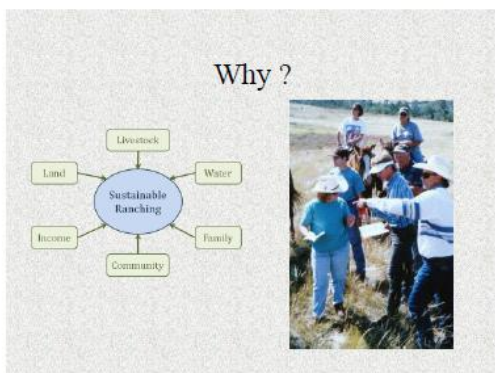 Why ?
Livestock
Land
Water
Sustainable
Ranching
Income
Family
Community